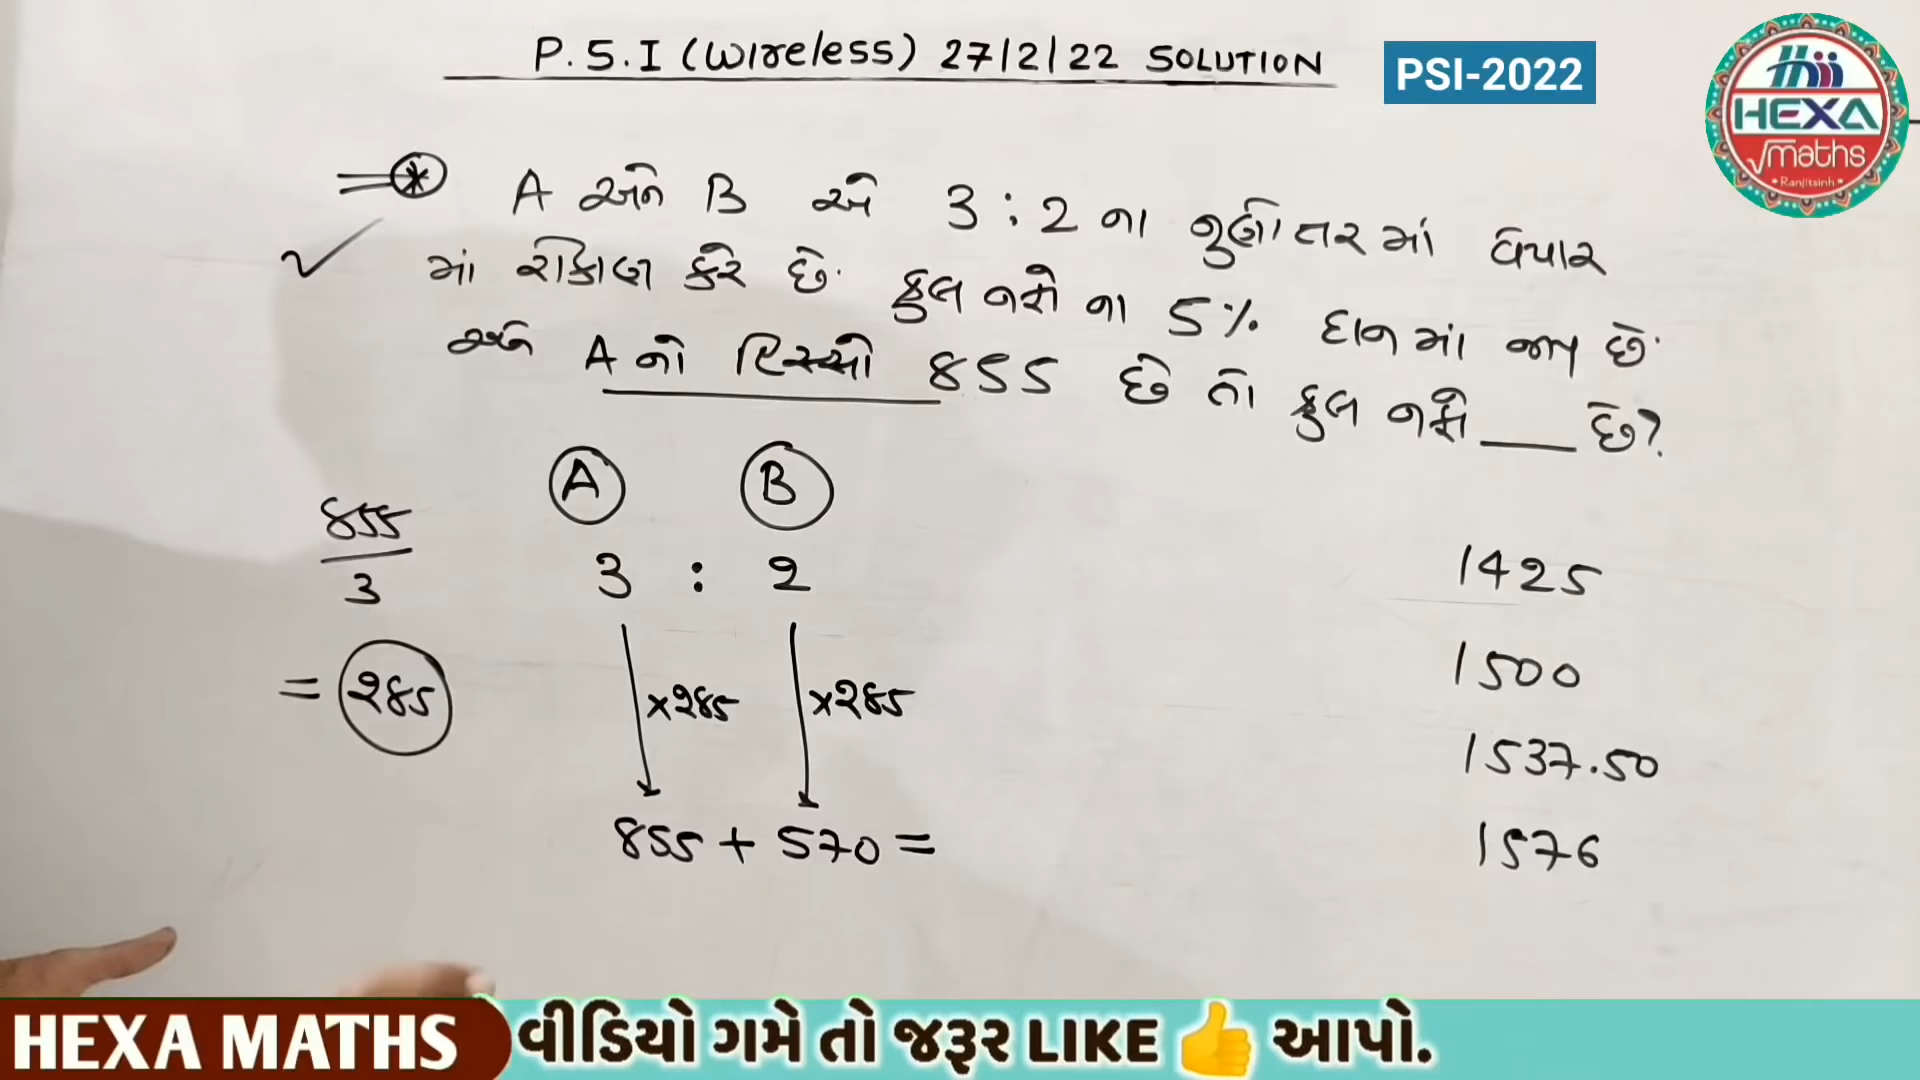 P.S.I (Wireless) 27/2/22 SOLUTION
PSI-2022
HEXA
√maths
Ranjitsinh
A અને B એ 3:2 ના ગુણોત્તરમાં વેપાર
માં રોકાણ કરે છે. કુલ નફો ના 5% દાનમાં જાય છે.
અને A નો હિસ્સો 855 છે તો કુલ નફો ___ છે?
A B
855
3
3 : 2
= 285
×285 ×285
855 + 570 =
1425
1500
1537.50
1576
HEXA MATHS વીડિયો ગમે તો જરૂર LIKE 👍 આપો.